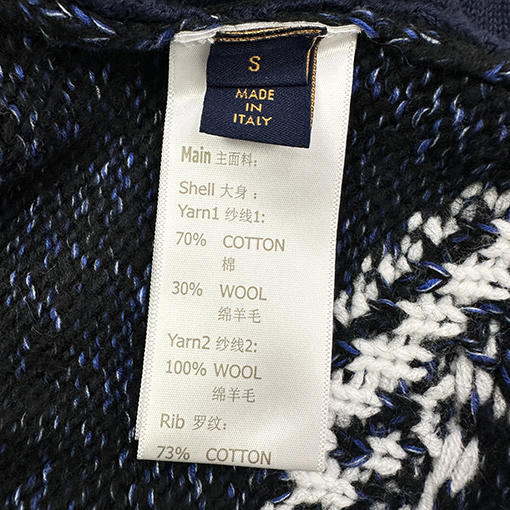 S
MADE
IN
ITALY
Main 主面料:
Shell 大身:
Yarn1 纱线1:
70% COTTON
棉
30% WOOL
绵羊毛
Yarn2 纱线2:
100% WOOL
绵羊毛
Rib 罗纹:
73% COTTON